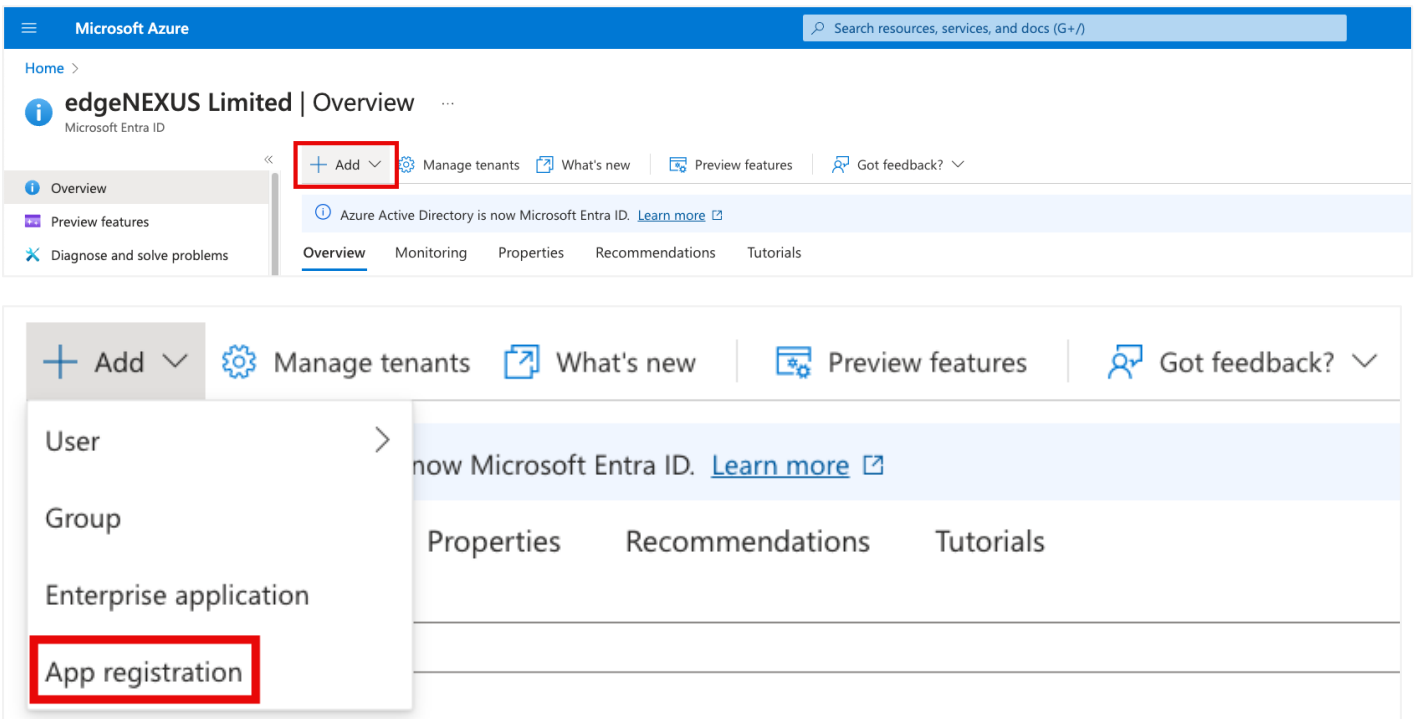 Microsoft Azure
Search resources, services, and docs (G+/)
Home >
edgeNEXUS Limited | Overview ...
Microsoft Entra ID
«
Add Manage tenants What's new Preview features Got feedback?
Overview
Preview features
Diagnose and solve problems
Azure Active Directory is now Microsoft Entra ID. Learn more
Overview Monitoring Properties Recommendations Tutorials
Add Manage tenants What's new Preview features Got feedback?
User
now Microsoft Entra ID. Learn more
Group
Properties Recommendations Tutorials
Enterprise application
App registration